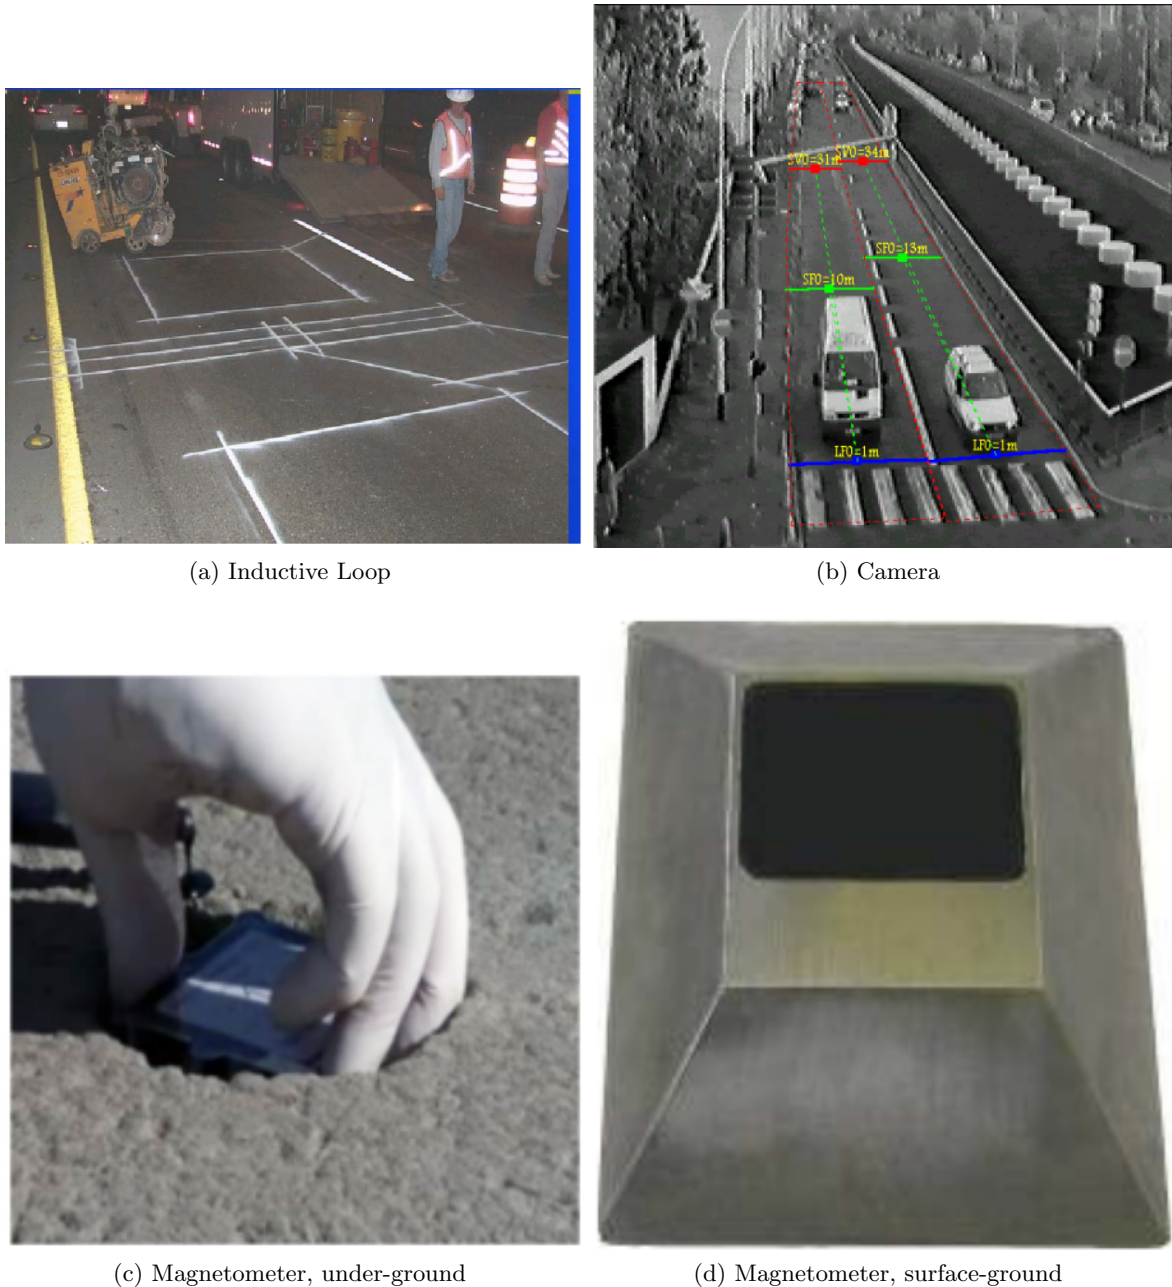 SV0=31m
SV0=34m
SF0=13m
SF0=10m
LF0=1m
LF0=1m
(a) Inductive Loop
(b) Camera
(c) Magnetometer, under-ground
(d) Magnetometer, surface-ground